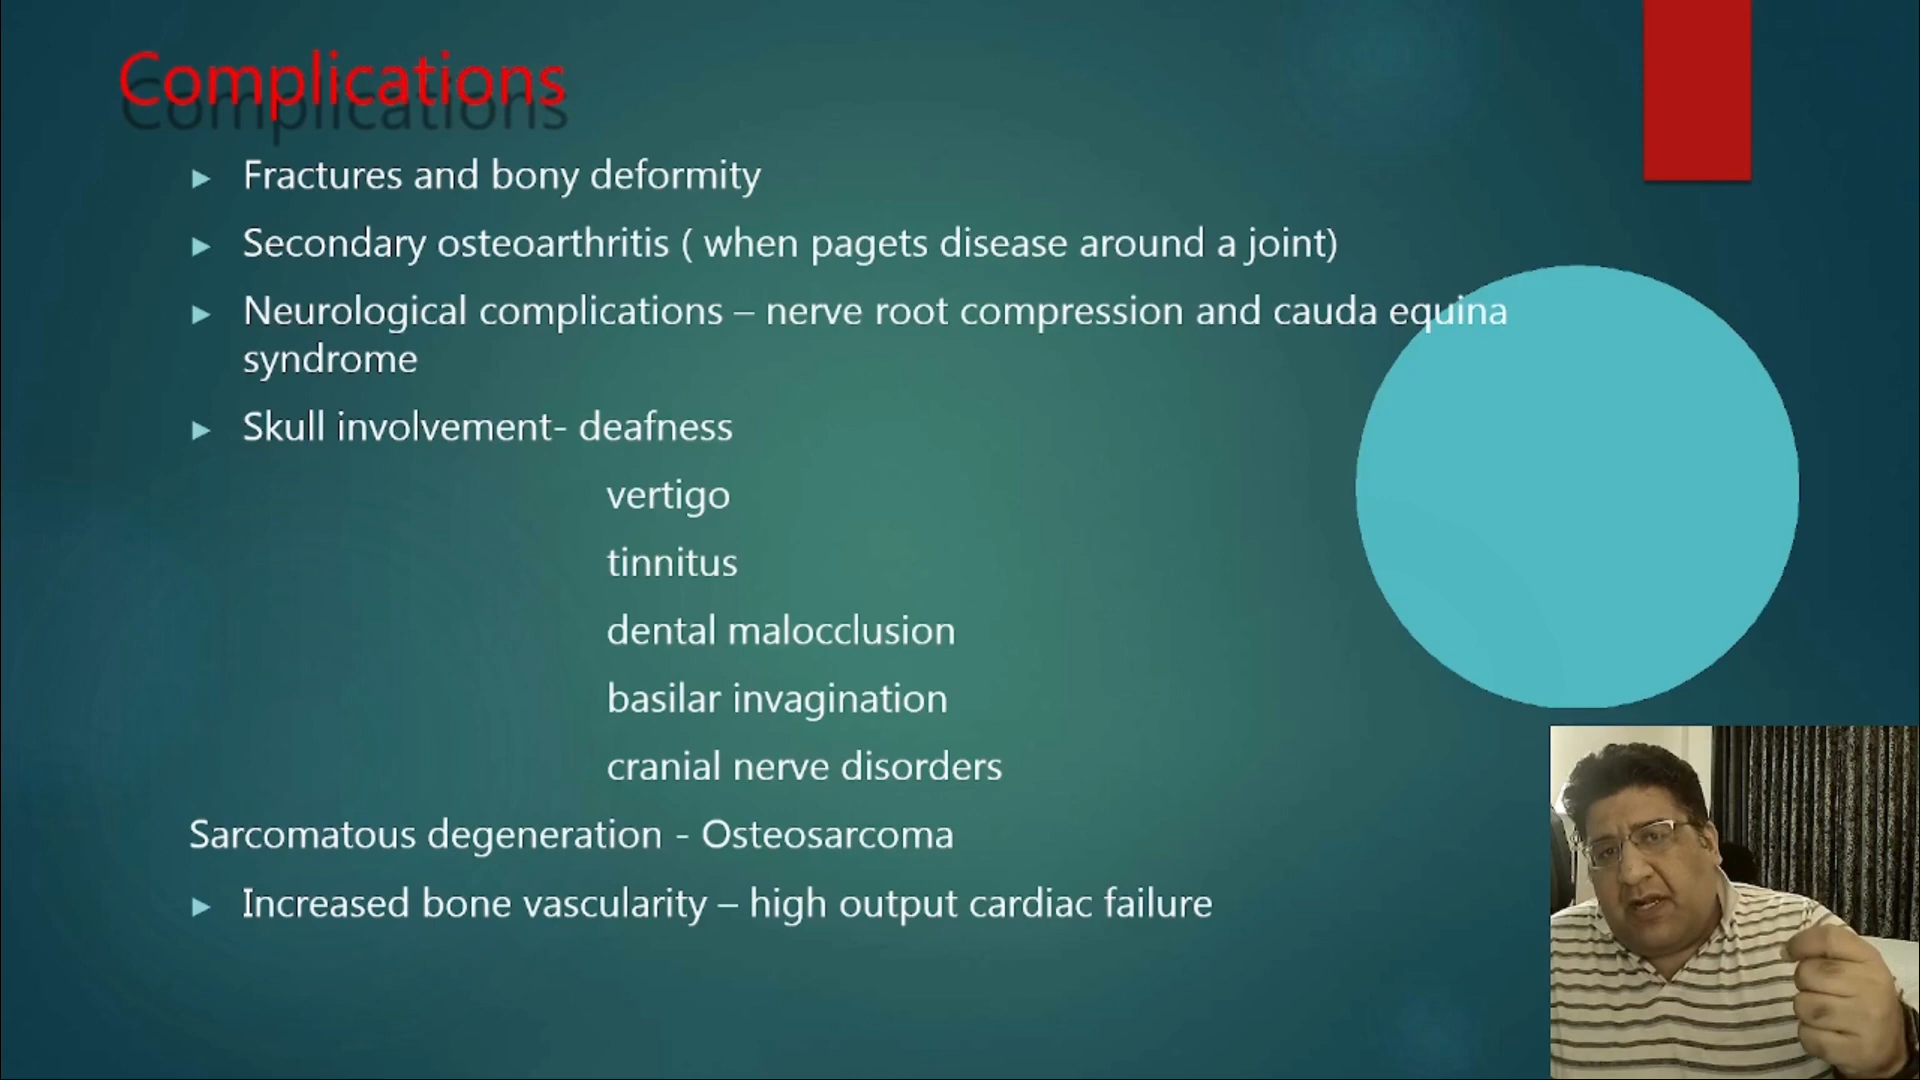 Complications
Fractures and bony deformity
Secondary osteoarthritis ( when pagets disease around a joint)
Neurological complications – nerve root compression and cauda equina
syndrome
Skull involvement- deafness
vertigo
tinnitus
dental malocclusion
basilar invagination
cranial nerve disorders
Sarcomatous degeneration - Osteosarcoma
Increased bone vascularity – high output cardiac failure